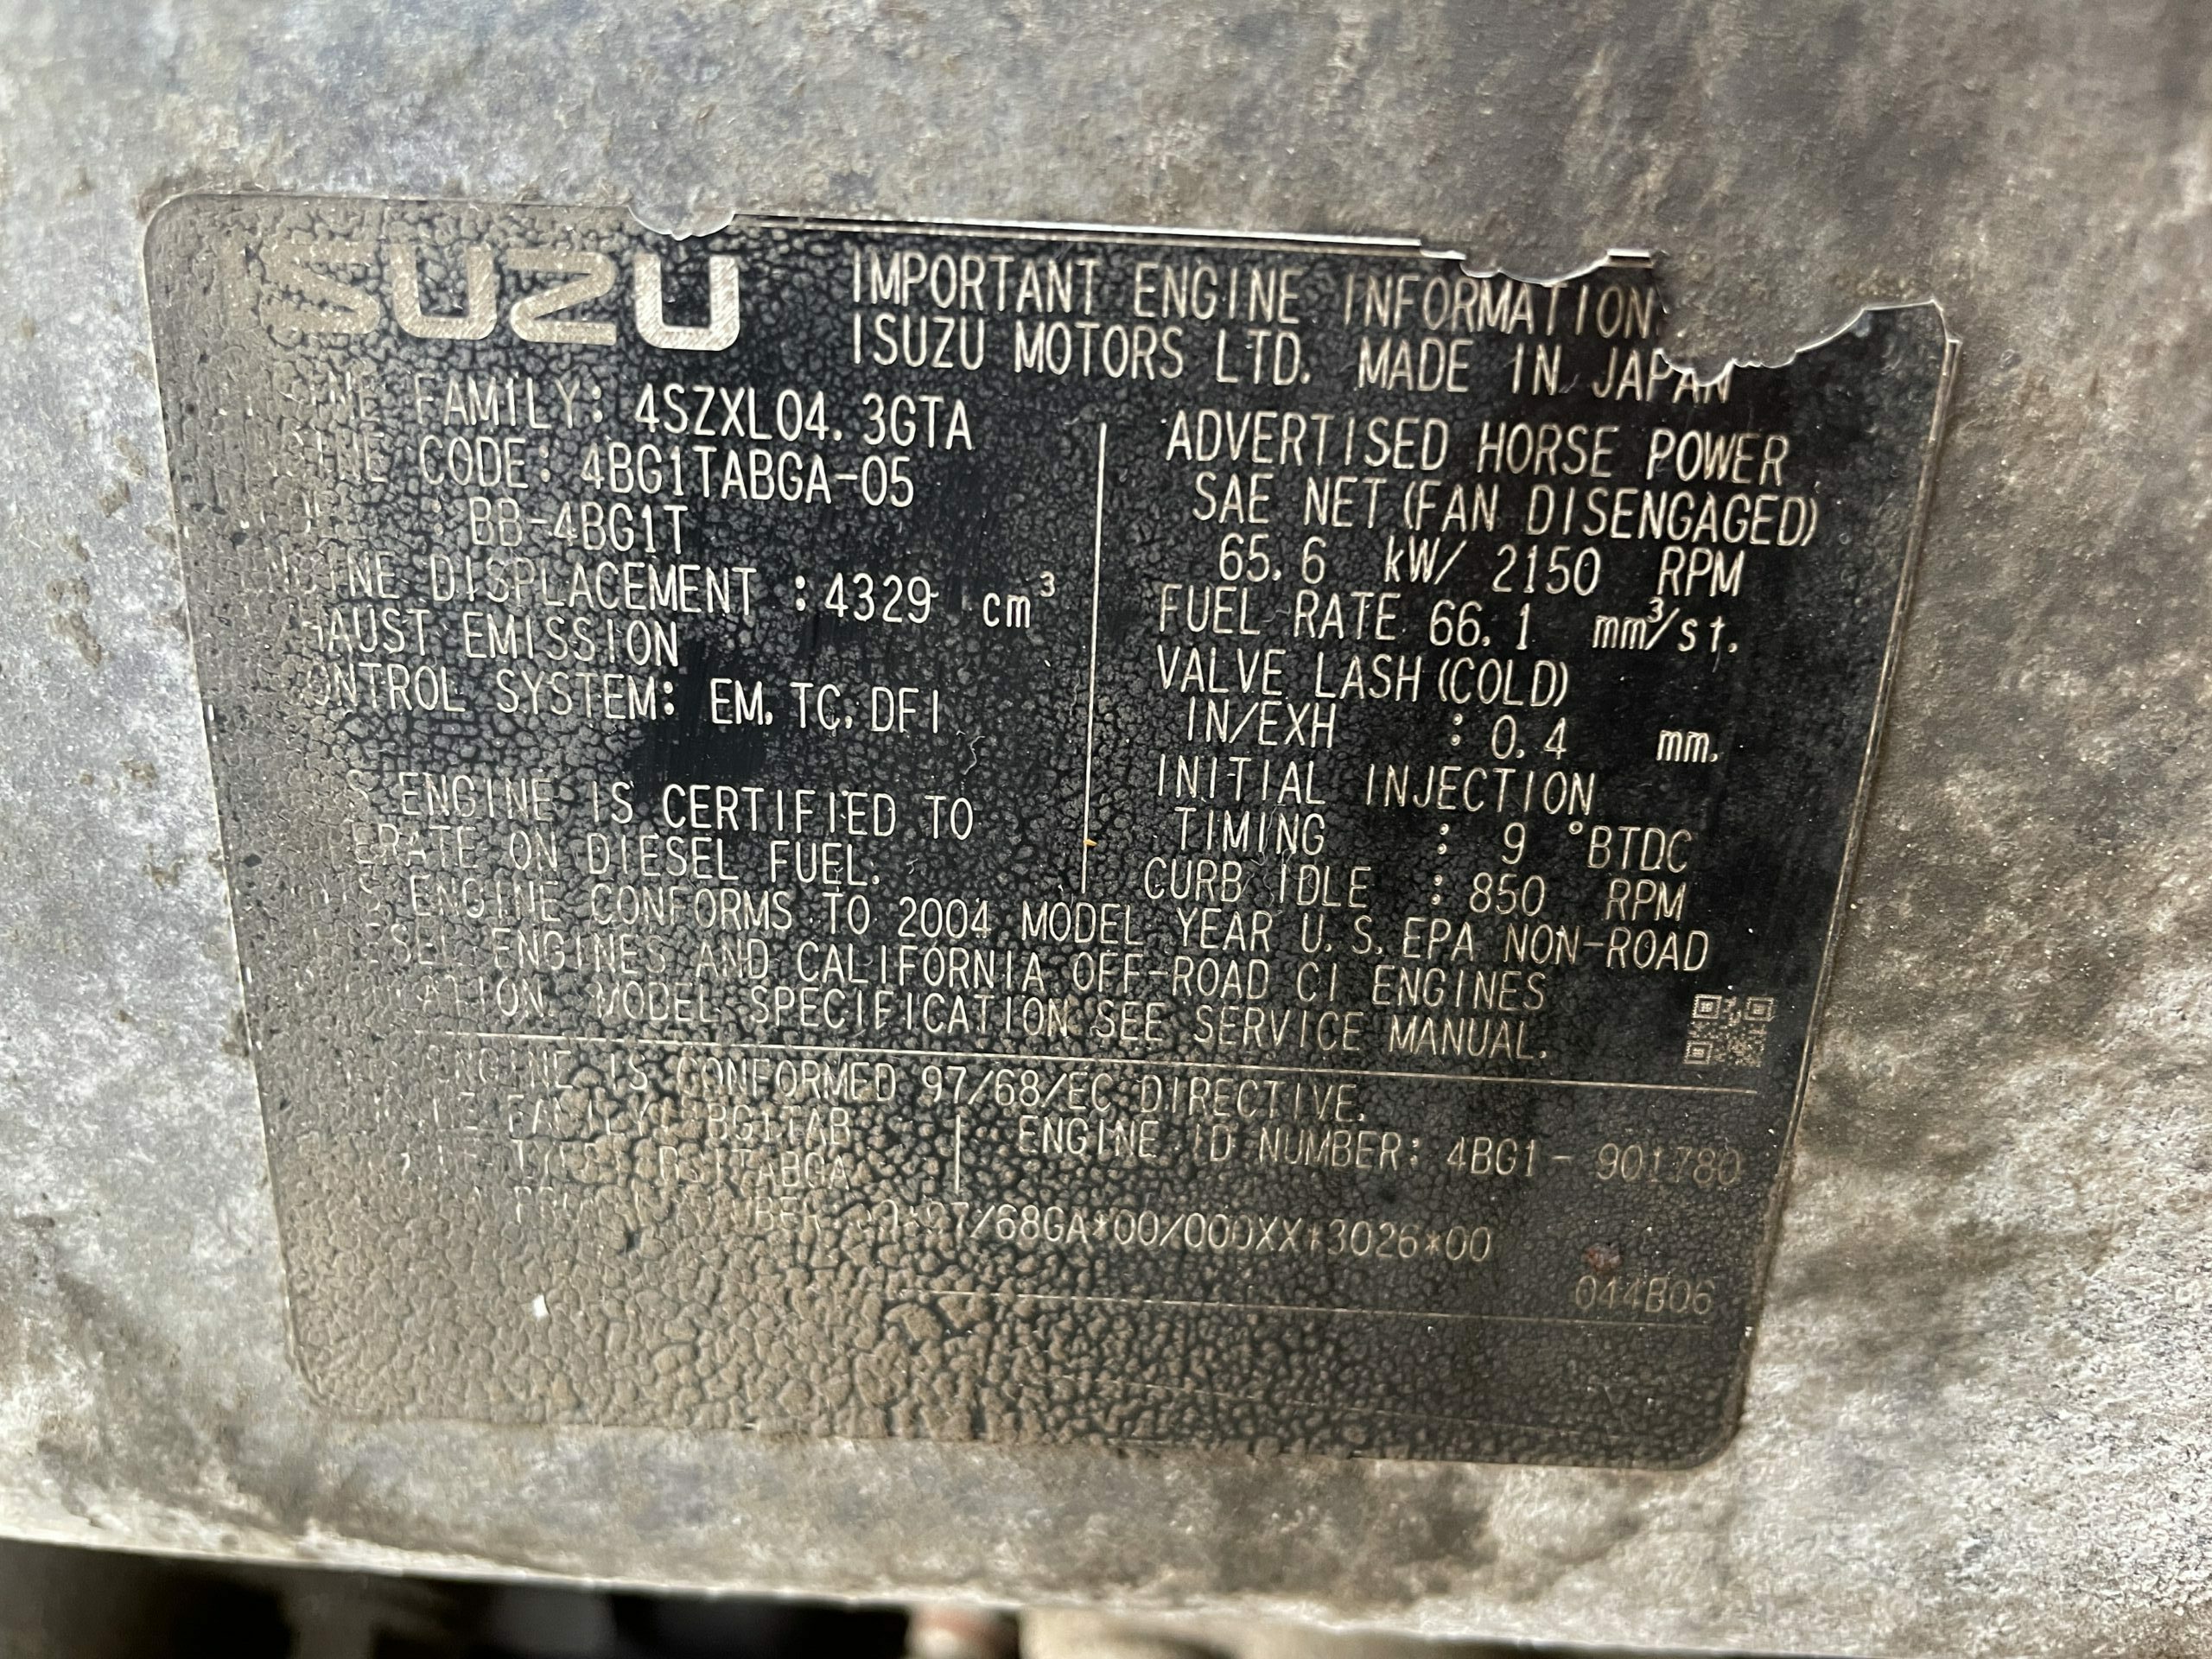 ISUZU
IMPORTANT ENGINE INFORMATION
ISUZU MOTORS LTD. MADE IN JAPAN
FAMILY: 4SZXL04.3GTA
CODE: 4BG1TABGA-05
: BB-4BG1T
DISPLACEMENT : 4329 cm³
EMISSION
CONTROL SYSTEM: EM, TC, DFI
ADVERTISED HORSE POWER
SAE NET (FAN DISENGAGED)
65.6 kW/ 2150 RPM
FUEL RATE 66.1 mm³/st.
VALVE LASH (COLD)
IN/EXH : 0.4 mm.
INITIAL INJECTION
TIMING : 9 °BTDC
CURB IDLE : 850 RPM
ENGINE IS CERTIFIED TO
ON DIESEL FUEL.
ENGINE CONFORMS TO 2004 MODEL YEAR U.S. EPA NON-ROAD
ENGINES AND CALIFORNIA OFF-ROAD CI ENGINES
MODEL SPECIFICATION SEE SERVICE MANUAL.
ENGINE IS CONFORMED 97/68/EC DIRECTIVE.
FAMILY: BG1TAB
ENGINE ID NUMBER: 4BG1 - 901780
97/68GA*00/000XX*3026*00
044B06